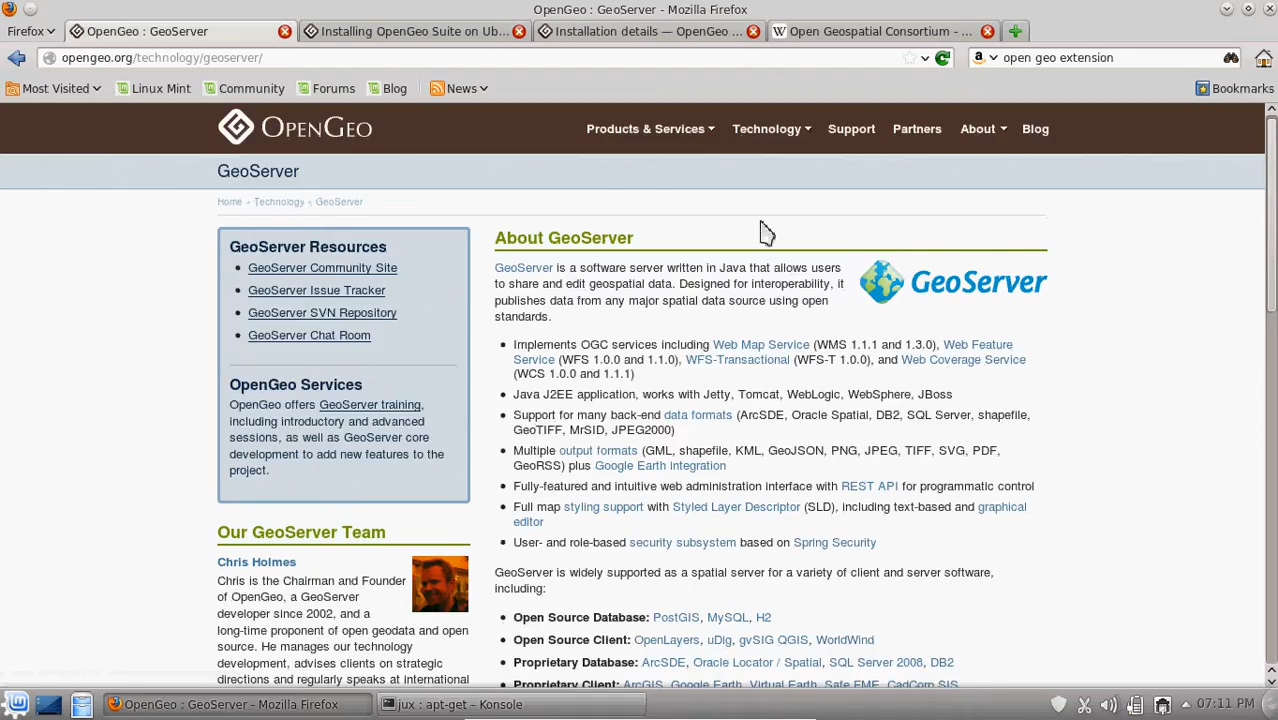 OpenGeo : GeoServer - Mozilla Firefox
Firefox
OpenGeo : GeoServer
Installing OpenGeo Suite on Ub...
Installation details — OpenGeo ...
Open Geospatial Consortium - ...
opengeo.org/technology/geoserver/
open geo extension
Most Visited
Linux Mint
Community
Forums
Blog
News
Bookmarks
OPENGEO
Products & Services
Technology
Support
Partners
About
Blog
GeoServer
Home » Technology » GeoServer
GeoServer Resources
GeoServer Community Site
GeoServer Issue Tracker
GeoServer SVN Repository
GeoServer Chat Room
OpenGeo Services
OpenGeo offers GeoServer training,
including introductory and advanced
sessions, as well as GeoServer core
development to add new features to the
project.
Our GeoServer Team
Chris Holmes
Chris is the Chairman and Founder
of OpenGeo, a GeoServer
developer since 2002, and a
long-time proponent of open geodata and open
source. He manages our technology
development, advises clients on strategic
directions and regularly speaks at international
About GeoServer
GeoServer is a software server written in Java that allows users
to share and edit geospatial data. Designed for interoperability, it
publishes data from any major spatial data source using open
standards.
GeoServer
Implements OGC services including Web Map Service (WMS 1.1.1 and 1.3.0), Web Feature
Service (WFS 1.0.0 and 1.1.0), WFS-Transactional (WFS-T 1.0.0), and Web Coverage Service
(WCS 1.0.0 and 1.1.1)
Java J2EE application, works with Jetty, Tomcat, WebLogic, WebSphere, JBoss
Support for many back-end data formats (ArcSDE, Oracle Spatial, DB2, SQL Server, shapefile,
GeoTIFF, MrSID, JPEG2000)
Multiple output formats (GML, shapefile, KML, GeoJSON, PNG, JPEG, TIFF, SVG, PDF,
GeoRSS) plus Google Earth integration
Fully-featured and intuitive web administration interface with REST API for programmatic control
Full map styling support with Styled Layer Descriptor (SLD), including text-based and graphical
editor
User- and role-based security subsystem based on Spring Security
GeoServer is widely supported as a spatial server for a variety of client and server software,
including:
Open Source Database: PostGIS, MySQL, H2
Open Source Client: OpenLayers, uDig, gvSIG QGIS, WorldWind
Proprietary Database: ArcSDE, Oracle Locator / Spatial, SQL Server 2008, DB2
Proprietary Client: ArcGIS, Google Earth, Virtual Earth, Safe FME, CadCorp SIS
OpenGeo : GeoServer - Mozilla Firefox
jux : apt-get – Konsole
07:11 PM